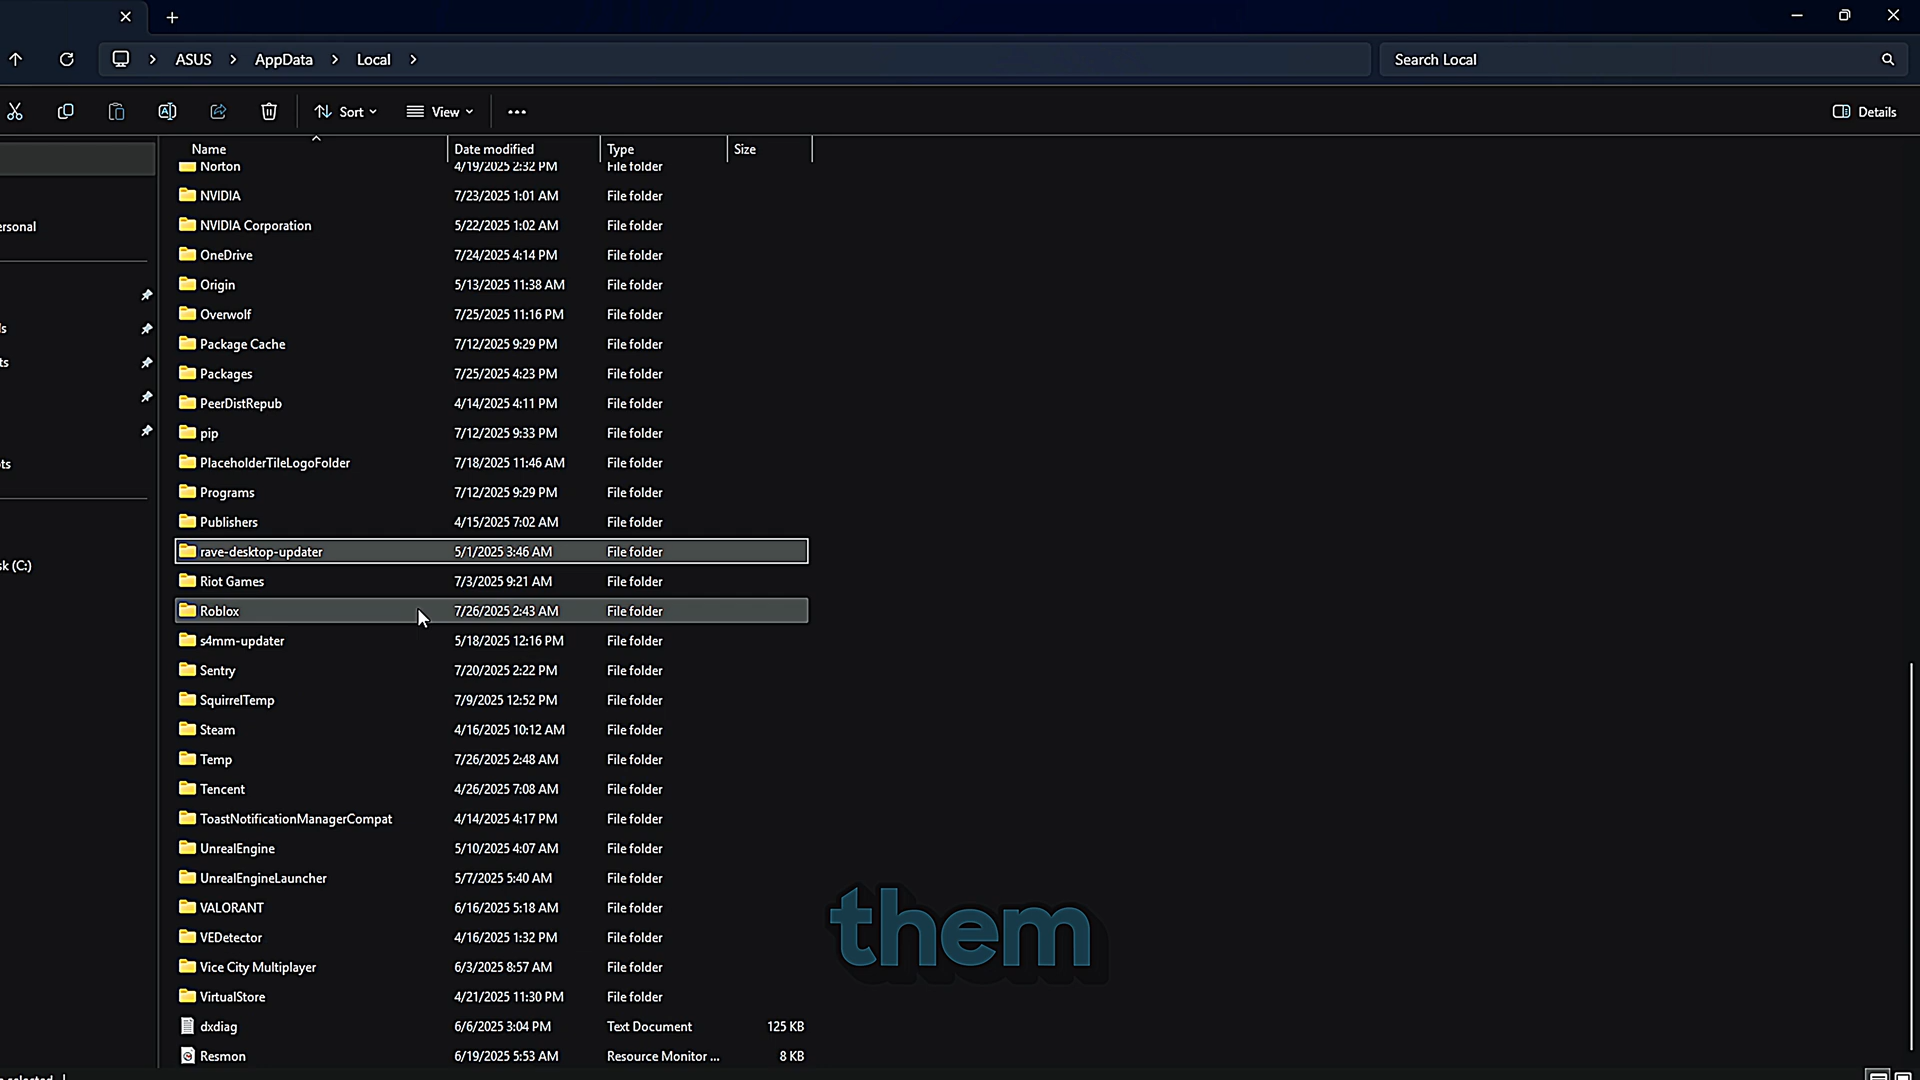 ASUS > AppData > Local >
Search Local
Sort
View
Details
Name Date modified Type Size
Norton 4/19/2025 2:32 PM File folder
NVIDIA 7/23/2025 1:01 AM File folder
ersonal
NVIDIA Corporation 5/22/2025 1:02 AM File folder
OneDrive 7/24/2025 4:14 PM File folder
Origin 5/13/2025 11:38 AM File folder
Overwolf 7/25/2025 11:16 PM File folder
ls
Package Cache 7/12/2025 9:29 PM File folder
ts
Packages 7/25/2025 4:23 PM File folder
PeerDistRepub 4/14/2025 4:11 PM File folder
pip 7/12/2025 9:33 PM File folder
ots
PlaceholderTileLogoFolder 7/18/2025 11:46 AM File folder
Programs 7/12/2025 9:29 PM File folder
Publishers 4/15/2025 7:02 AM File folder
rave-desktop-updater 5/1/2025 3:46 AM File folder
sk (C:)
Riot Games 7/3/2025 9:21 AM File folder
Roblox 7/26/2025 2:43 AM File folder
s4mm-updater 5/18/2025 12:16 PM File folder
Sentry 7/20/2025 2:22 PM File folder
SquirrelTemp 7/9/2025 12:52 PM File folder
Steam 4/16/2025 10:12 AM File folder
Temp 7/26/2025 2:48 AM File folder
Tencent 4/26/2025 7:08 AM File folder
ToastNotificationManagerCompat 4/14/2025 4:17 PM File folder
UnrealEngine 5/10/2025 4:07 AM File folder
UnrealEngineLauncher 5/7/2025 5:40 AM File folder
VALORANT 6/16/2025 5:18 AM File folder
VEDetector 4/16/2025 1:32 PM File folder
Vice City Multiplayer 6/3/2025 8:57 AM File folder
VirtualStore 4/21/2025 11:30 PM File folder
dxdiag 6/6/2025 3:04 PM Text Document 125 KB
Resmon 6/19/2025 5:53 AM Resource Monitor ... 8 KB
them